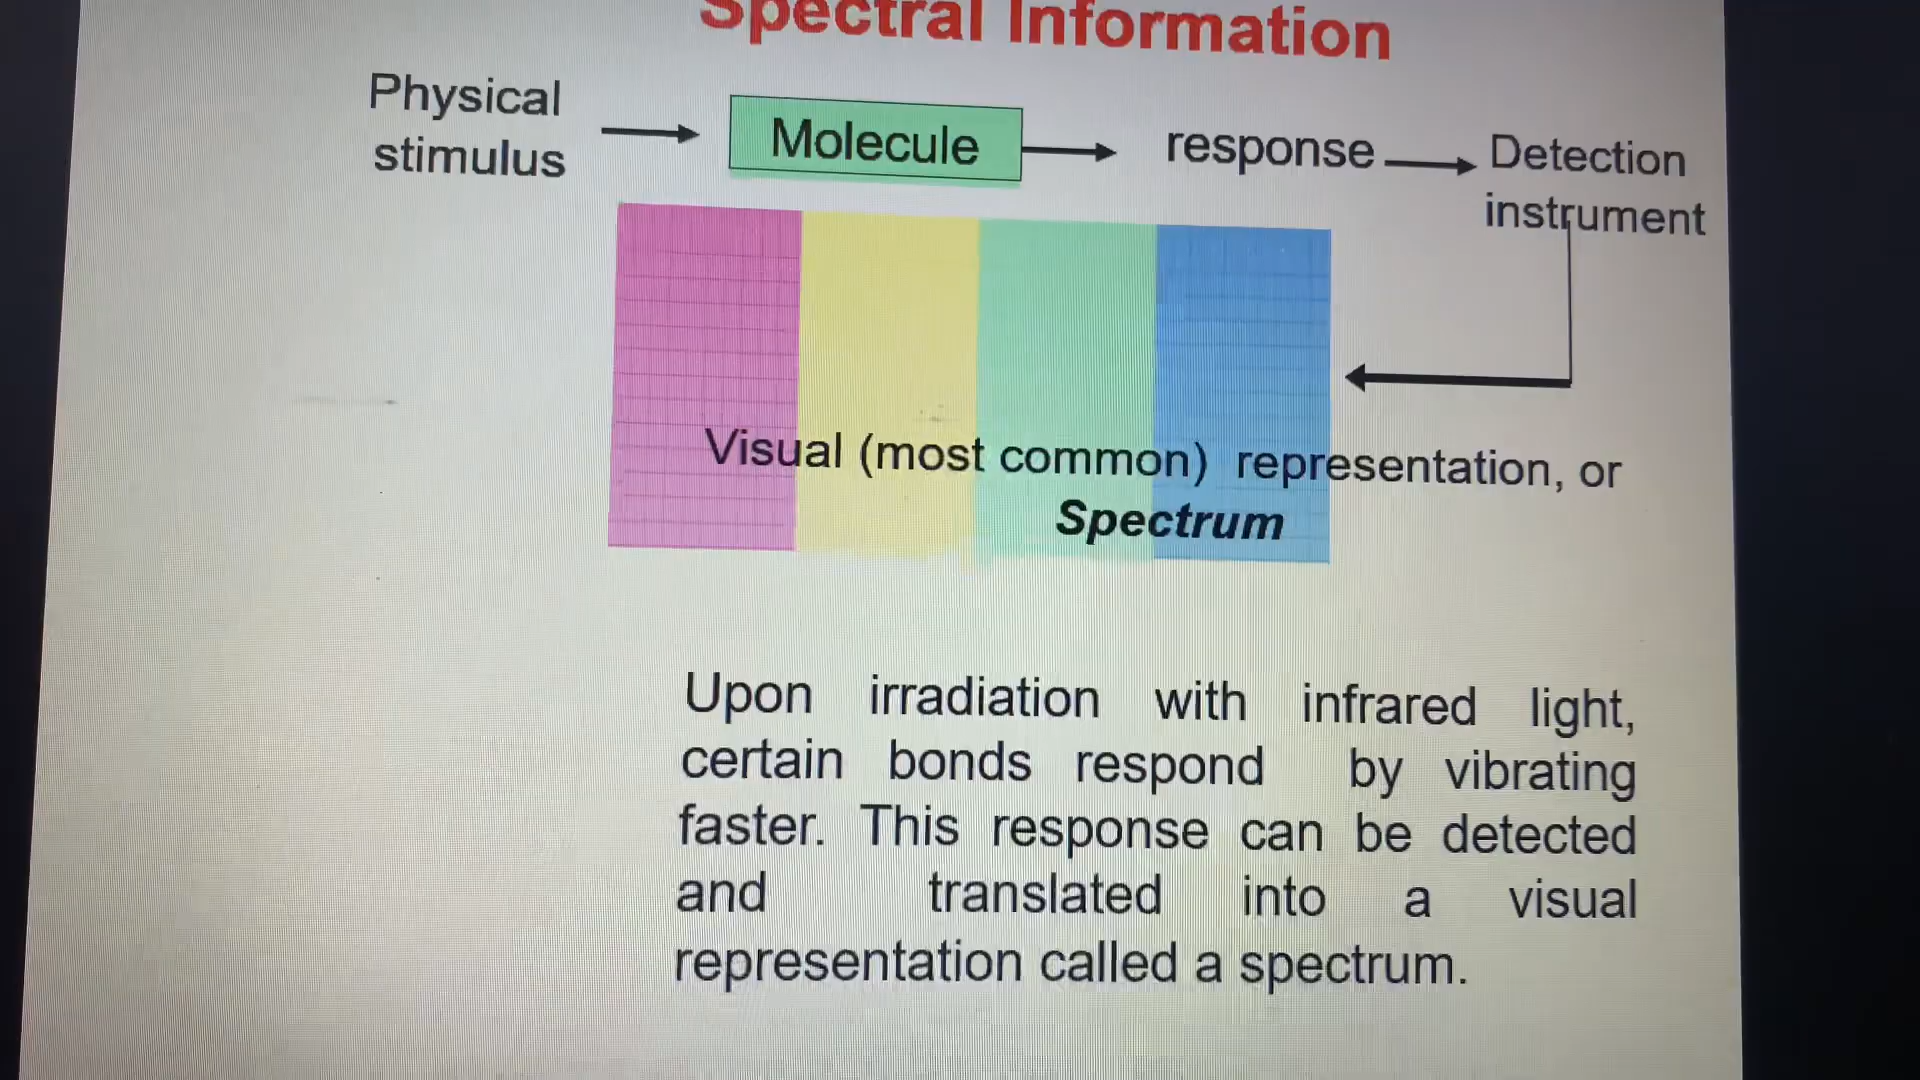 Spectral Information
Physical
stimulus
Molecule
response
Detection
instrument
Visual (most common) representation, or
Spectrum
Upon irradiation with infrared light,
certain bonds respond by vibrating
faster. This response can be detected
and translated into a visual
representation called a spectrum.